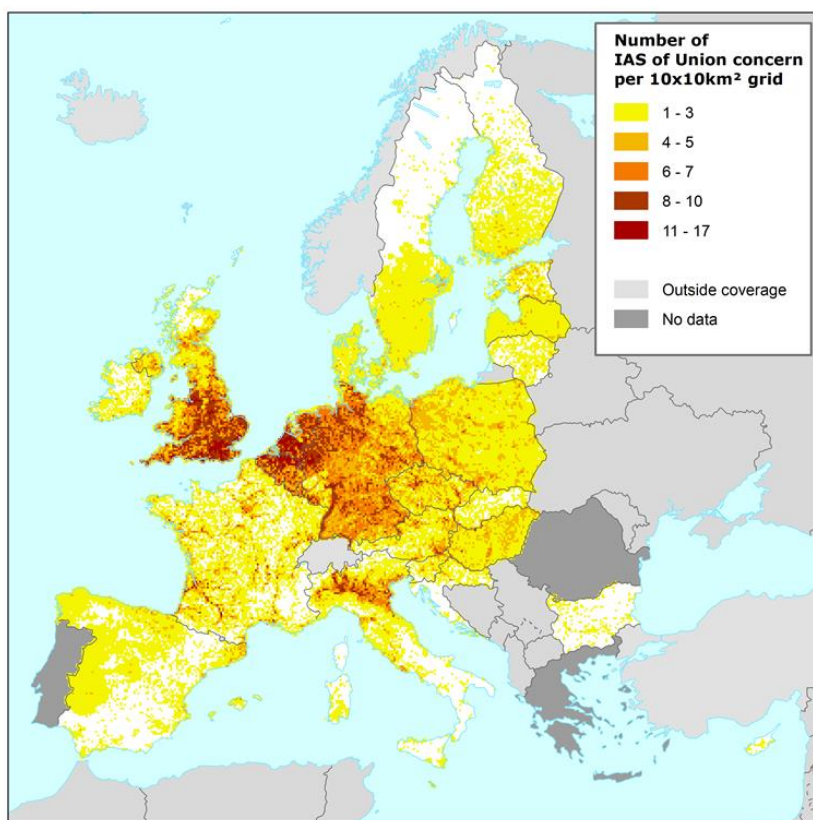 Number of
IAS of Union concern
per 10x10km² grid
1 - 3
4 - 5
6 - 7
8 - 10
11 - 17
Outside coverage
No data